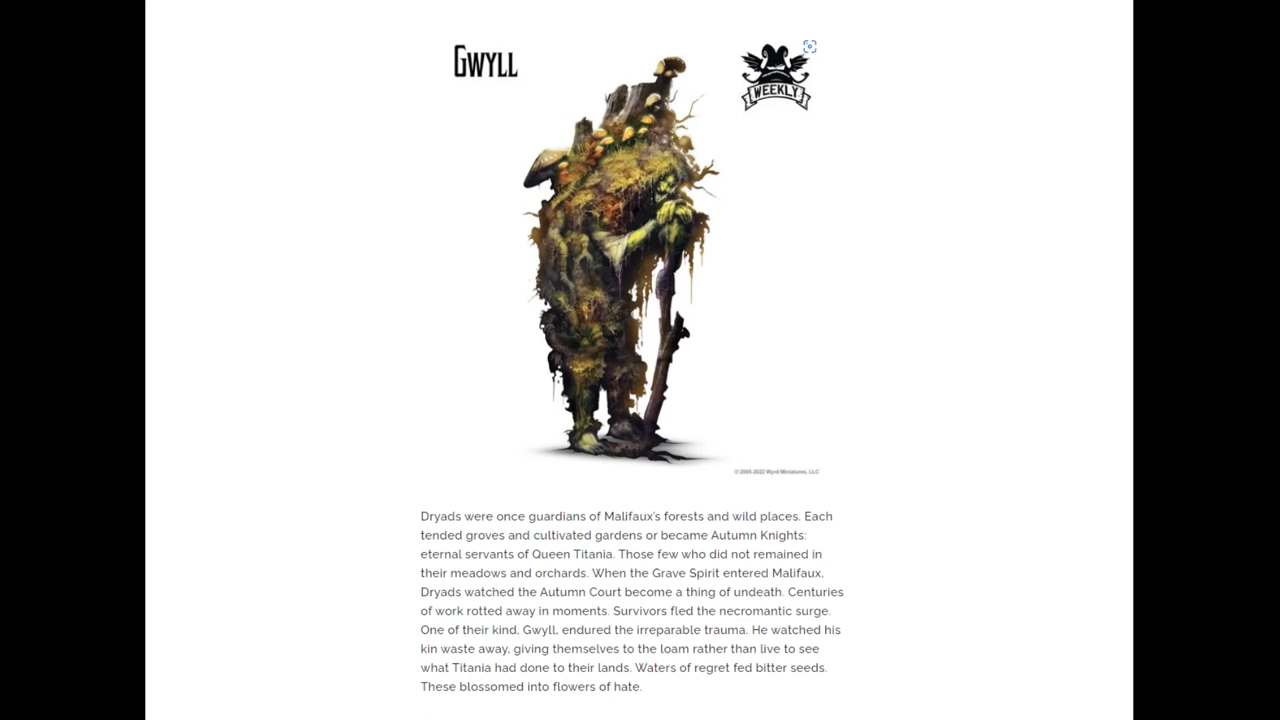 GWYLL
WEEKLY
© 2005-2022 Wyrd Miniatures, LLC
Dryads were once guardians of Malifaux's forests and wild places. Each
tended groves and cultivated gardens or became Autumn Knights:
eternal servants of Queen Titania. Those few who did not remained in
their meadows and orchards. When the Grave Spirit entered Malifaux,
Dryads watched the Autumn Court become a thing of undeath. Centuries
of work rotted away in moments. Survivors fled the necromantic surge.
One of their kind, Gwyll, endured the irreparable trauma. He watched his
kin waste away, giving themselves to the loam rather than live to see
what Titania had done to their lands. Waters of regret fed bitter seeds.
These blossomed into flowers of hate.